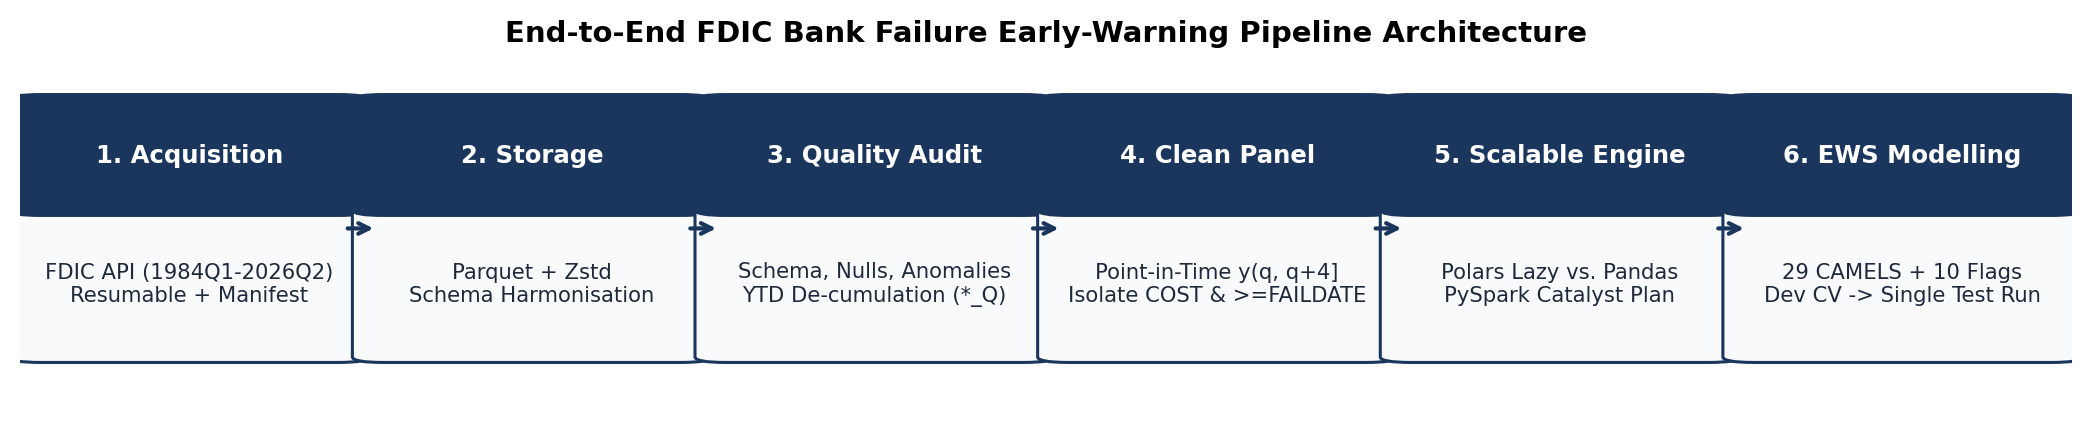 End-to-End FDIC Bank Failure Early-Warning Pipeline Architecture
1. Acquisition
FDIC API (1984Q1-2026Q2)
Resumable + Manifest
2. Storage
Parquet + Zstd
Schema Harmonisation
3. Quality Audit
Schema, Nulls, Anomalies
YTD De-cumulation (*_Q)
4. Clean Panel
Point-in-Time y(q, q+4]
Isolate COST & >=FAILDATE
5. Scalable Engine
Polars Lazy vs. Pandas
PySpark Catalyst Plan
6. EWS Modelling
29 CAMELS + 10 Flags
Dev CV -> Single Test Run